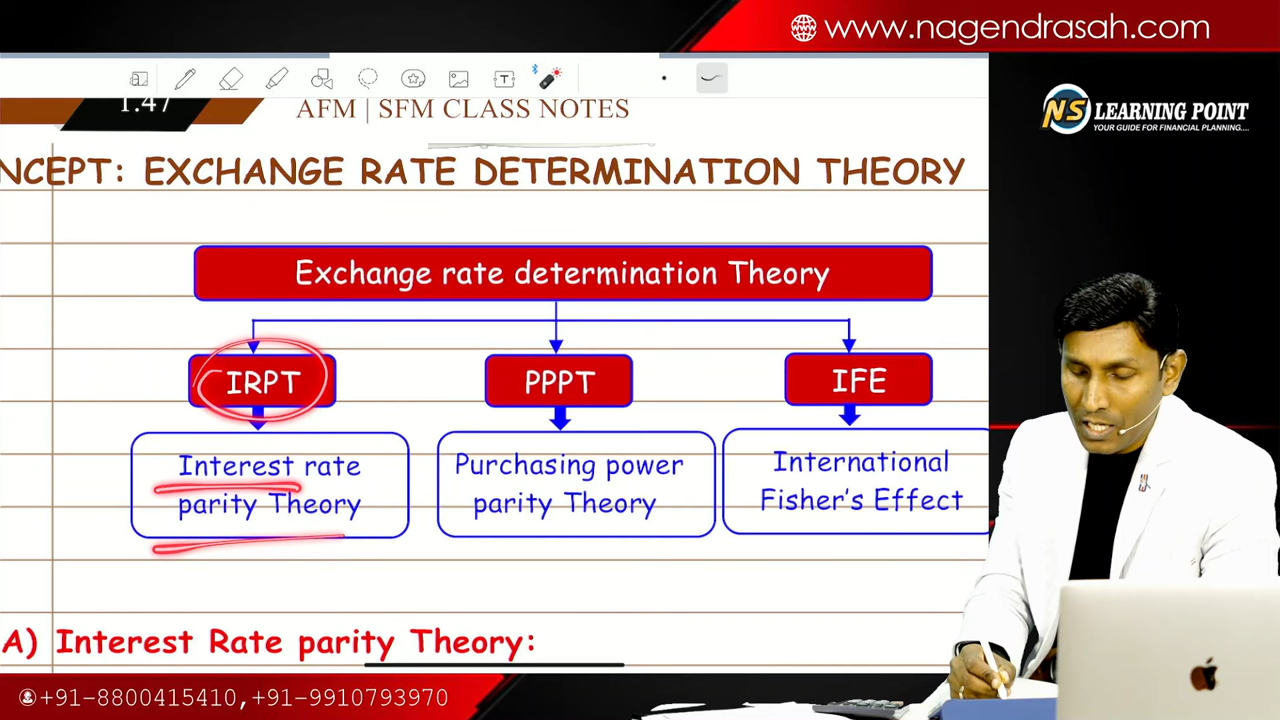 www.nagendrasah.com
1.47
AFM | SFM CLASS NOTES
NS LEARNING POINT
YOUR GUIDE FOR FINANCIAL PLANNING....
NCEPT: EXCHANGE RATE DETERMINATION THEORY
Exchange rate determination Theory
IRPT
PPPT
IFE
Interest rate
parity Theory
Purchasing power
parity Theory
International
Fisher's Effect
A) Interest Rate parity Theory:
+91-8800415410,+91-9910793970